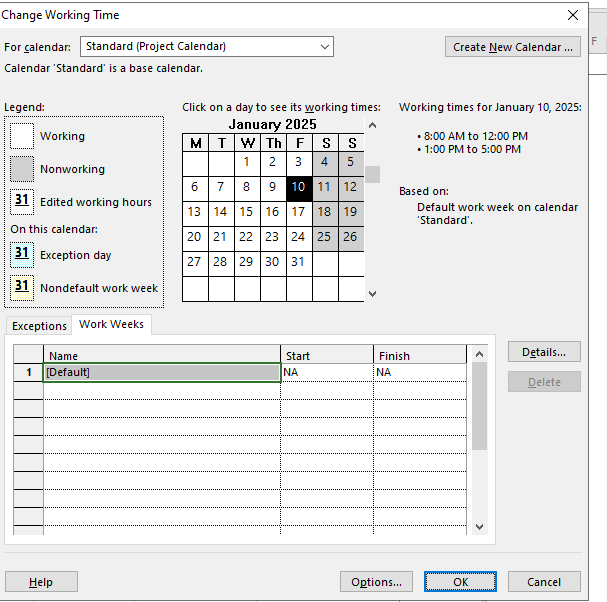 Change Working Time
For calendar: Standard (Project Calendar)
Create New Calendar ...
F
Calendar 'Standard' is a base calendar.
Legend:
Working
Nonworking
31 Edited working hours
On this calendar:
31 Exception day
31 Nondefault work week
Click on a day to see its working times:
January 2025
M T W Th F S S
1 2 3 4 5
6 7 8 9 10 11 12
13 14 15 16 17 18 19
20 21 22 23 24 25 26
27 28 29 30 31
Working times for January 10, 2025:
• 8:00 AM to 12:00 PM
• 1:00 PM to 5:00 PM
Based on:
Default work week on calendar
'Standard'.
Exceptions Work Weeks
Name Start Finish
1 [Default] NA NA
Details...
Delete
Help Options... OK Cancel